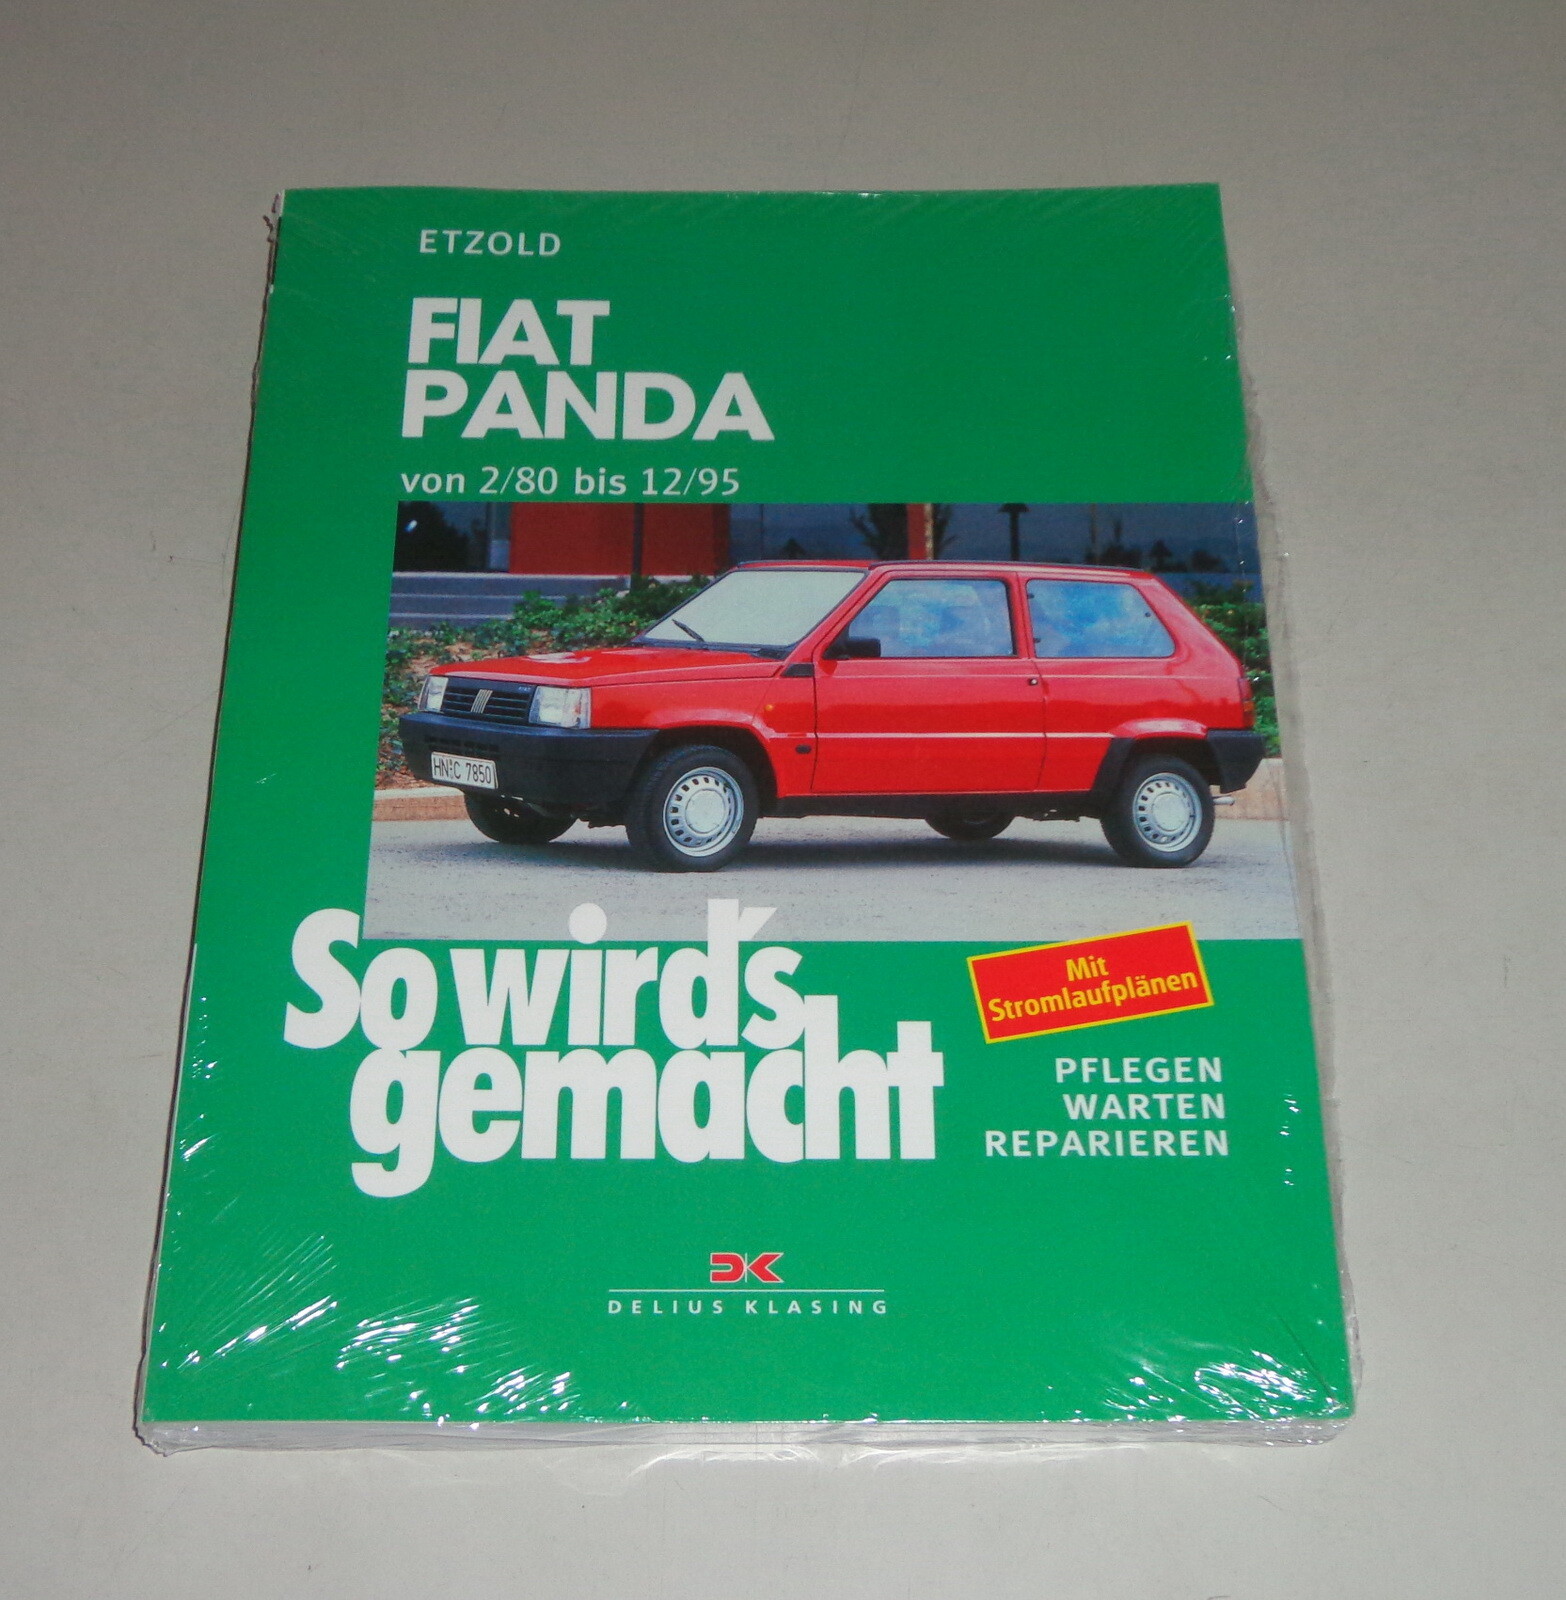 ETZOLD
FIAT
PANDA
von 2/80 bis 12/95
HN C 7850
So wird's
gemacht
Mit
Stromlaufplänen
PFLEGEN
WARTEN
REPARIEREN
DK
DELIUS KLASING